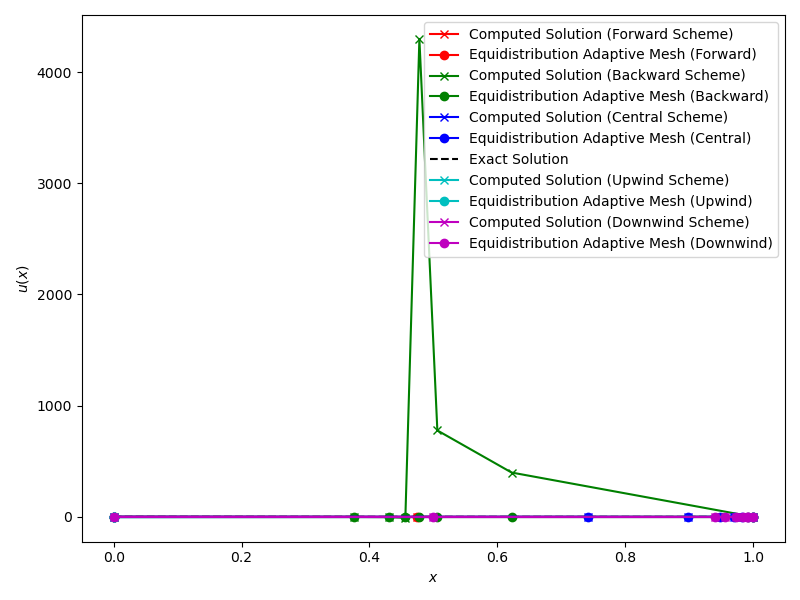 Computed Solution (Forward Scheme)
Equidistribution Adaptive Mesh (Forward)
Computed Solution (Backward Scheme)
Equidistribution Adaptive Mesh (Backward)
Computed Solution (Central Scheme)
Equidistribution Adaptive Mesh (Central)
Exact Solution
Computed Solution (Upwind Scheme)
Equidistribution Adaptive Mesh (Upwind)
Computed Solution (Downwind Scheme)
Equidistribution Adaptive Mesh (Downwind)
4000
3000
2000
1000
0
u(x)
0.0 0.2 0.4 0.6 0.8 1.0
x